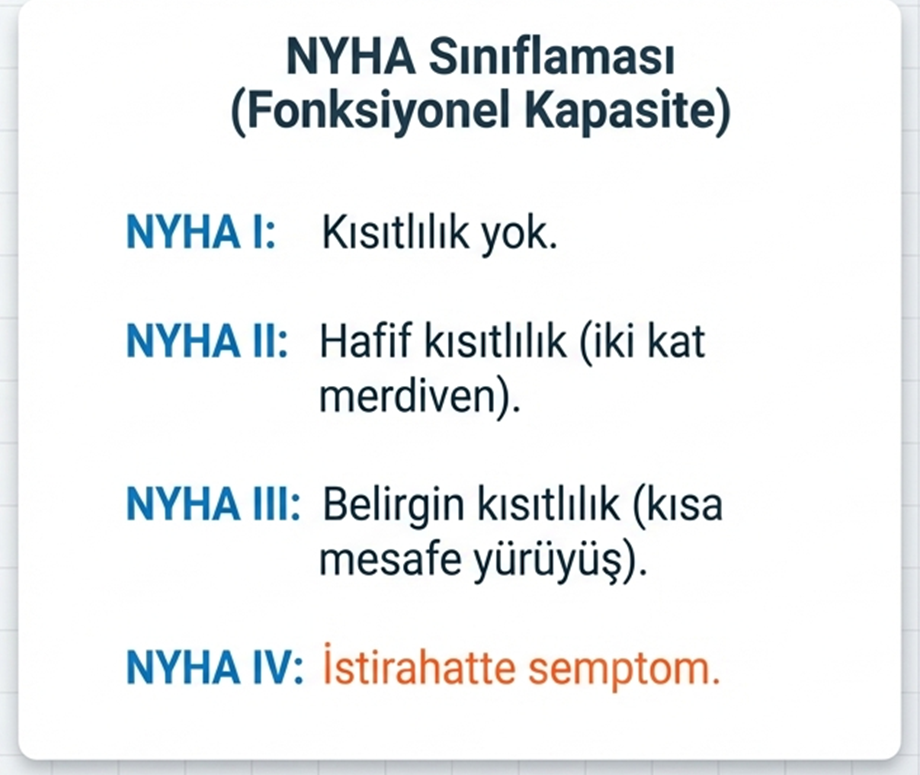 NYHA Sınıflaması
(Fonksiyonel Kapasite)
NYHA I: Kısıtlılık yok.
NYHA II: Hafif kısıtlılık (iki kat
merdiven).
NYHA III: Belirgin kısıtlılık (kısa
mesafe yürüyüş).
NYHA IV: İstirahatte semptom.